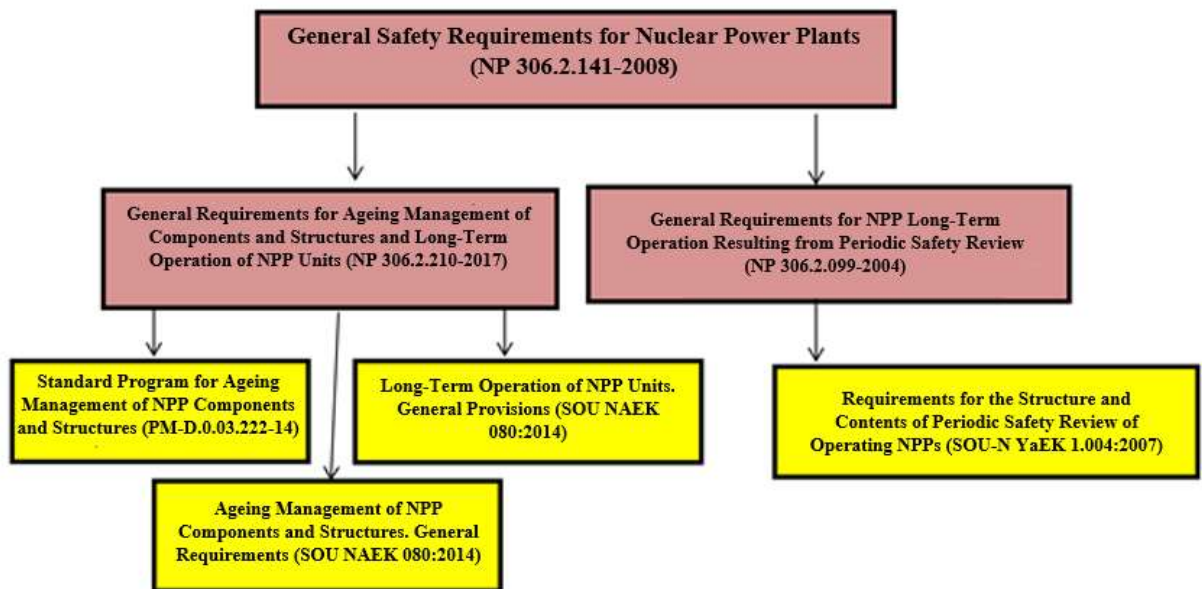 General Safety Requirements for Nuclear Power Plants
(NP 306.2.141-2008)
General Requirements for Ageing Management of
Components and Structures and Long-Term
Operation of NPP Units (NP 306.2.210-2017)
General Requirements for NPP Long-Term
Operation Resulting from Periodic Safety Review
(NP 306.2.099-2004)
Standard Program for Ageing
Management of NPP Components
and Structures (PM-D.0.03.222-14)
Long-Term Operation of NPP Units.
General Provisions (SOU NAEK
080:2014)
Requirements for the Structure and
Contents of Periodic Safety Review of
Operating NPPs (SOU-N YaEK 1.004:2007)
Ageing Management of NPP
Components and Structures. General
Requirements (SOU NAEK 080:2014)